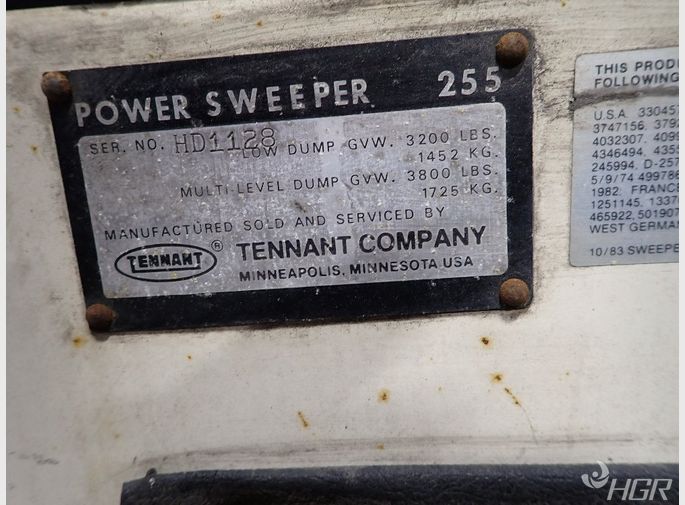 POWER SWEEPER 255
SER. NO. HD1128
LOW DUMP GVW. 3200 LBS.
1452 KG.
MULTI-LEVEL DUMP GVW. 3800 LBS.
1725 KG.
MANUFACTURED SOLD AND SERVICED BY
TENNANT ® TENNANT COMPANY
MINNEAPOLIS, MINNESOTA USA
THIS PRODU
FOLLOWING
U.S.A. 330457
3747156, 379
4032307, 4099
4346494, 435
245994, D-257
5/9/74 499786
1982. FRANCE
1251145, 1337
465922, 501907
WEST GERMAN
10/83 SWEEPE
HGR